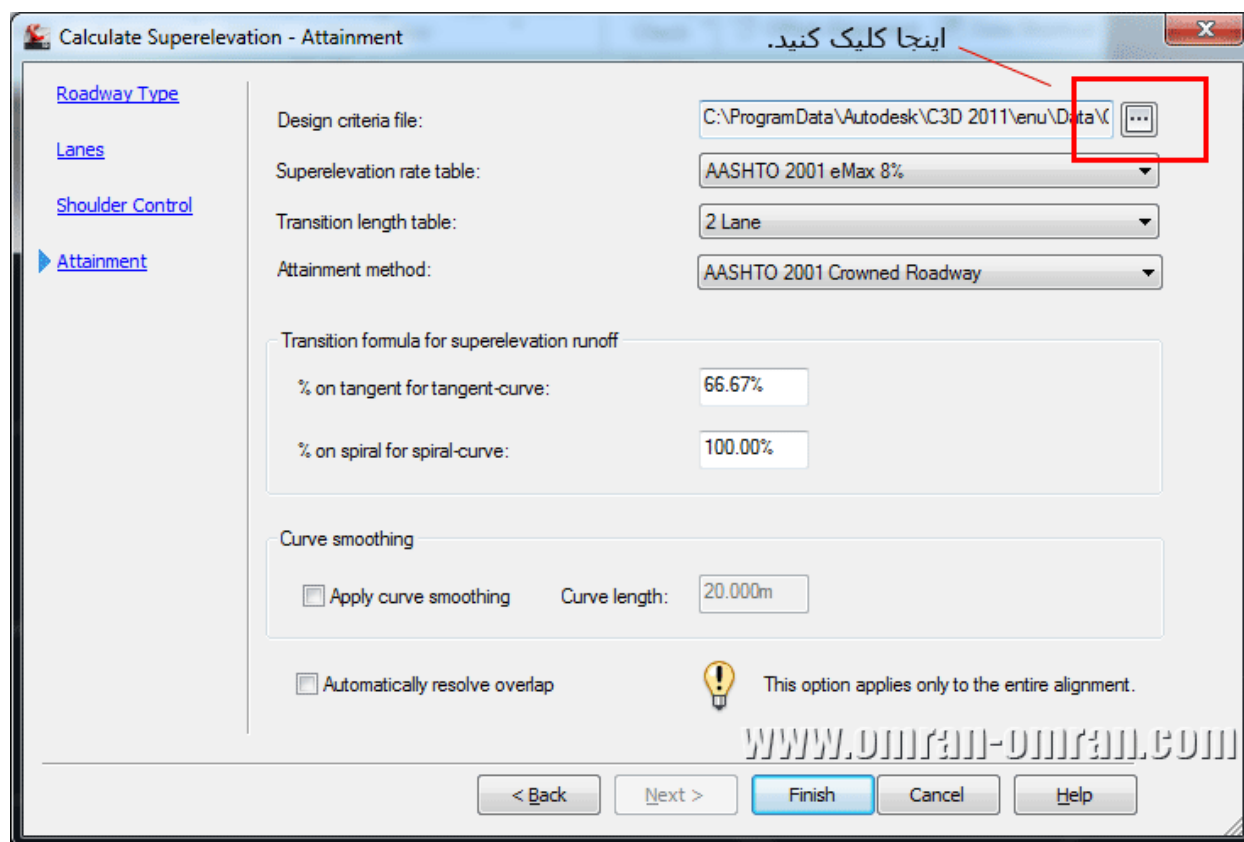 Calculate Superelevation - Attainment
اینجا کلیک کنید.
X
Roadway Type
Lanes
Shoulder Control
Attainment
Design criteria file: C:\ProgramData\Autodesk\C3D 2011\enu\Data\( ...
Superelevation rate table: AASHTO 2001 eMax 8%
Transition length table: 2 Lane
Attainment method: AASHTO 2001 Crowned Roadway
Transition formula for superelevation runoff
% on tangent for tangent-curve: 66.67%
% on spiral for spiral-curve: 100.00%
Curve smoothing
Apply curve smoothing Curve length: 20.000m
Automatically resolve overlap This option applies only to the entire alignment.
www.omran-omran.com
< Back Next > Finish Cancel Help